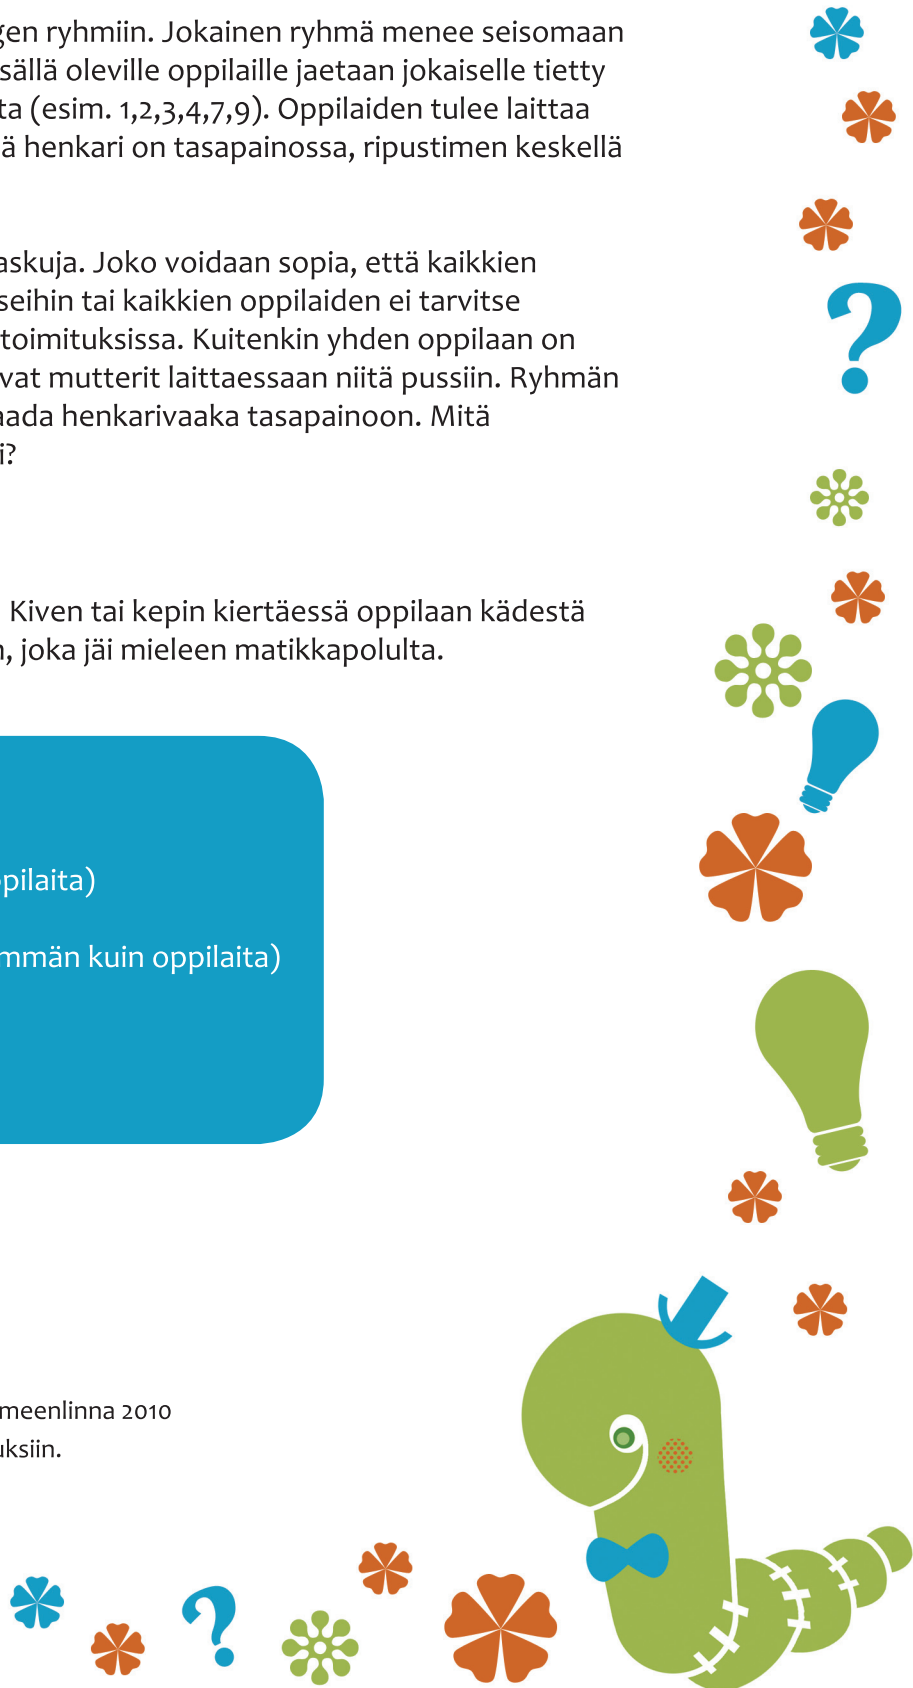 gen ryhmiin. Jokainen ryhmä menee seisomaan
sällä oleville oppilaille jaetaan jokaiselle tietty
ta (esim. 1,2,3,4,7,9). Oppilaiden tulee laittaa
ä henkari on tasapainossa, ripustimen keskellä
askuja. Joko voidaan sopia, että kaikkien
seihin tai kaikkien oppilaiden ei tarvitse
toimituksissa. Kuitenkin yhden oppilaan on
vat mutterit laittaessaan niitä pussiin. Ryhmän
aada henkarivaaka tasapainoon. Mitä
i?
Kiven tai kepin kiertäessä oppilaan kädestä
n, joka jäi mieleen matikkapolulta.
ppilaita)
mmän kuin oppilaita)
meenlinna 2010
uksiin.